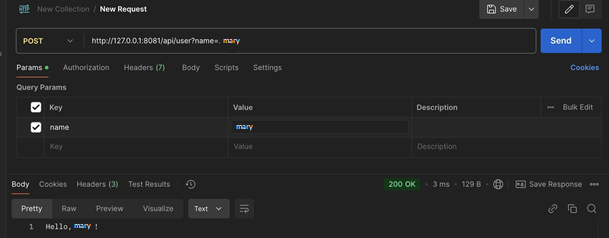 New Collection / New Request
Save
POST http://127.0.0.1:8081/api/user?name=. mary Send
Params Authorization Headers (7) Body Scripts Settings Cookies
Query Params
Key Value Description Bulk Edit
name mary
Key Value Description
Body Cookies Headers (3) Test Results 200 OK 3 ms 129 B Save Response
Pretty Raw Preview Visualize Text
1 Hello, mary !